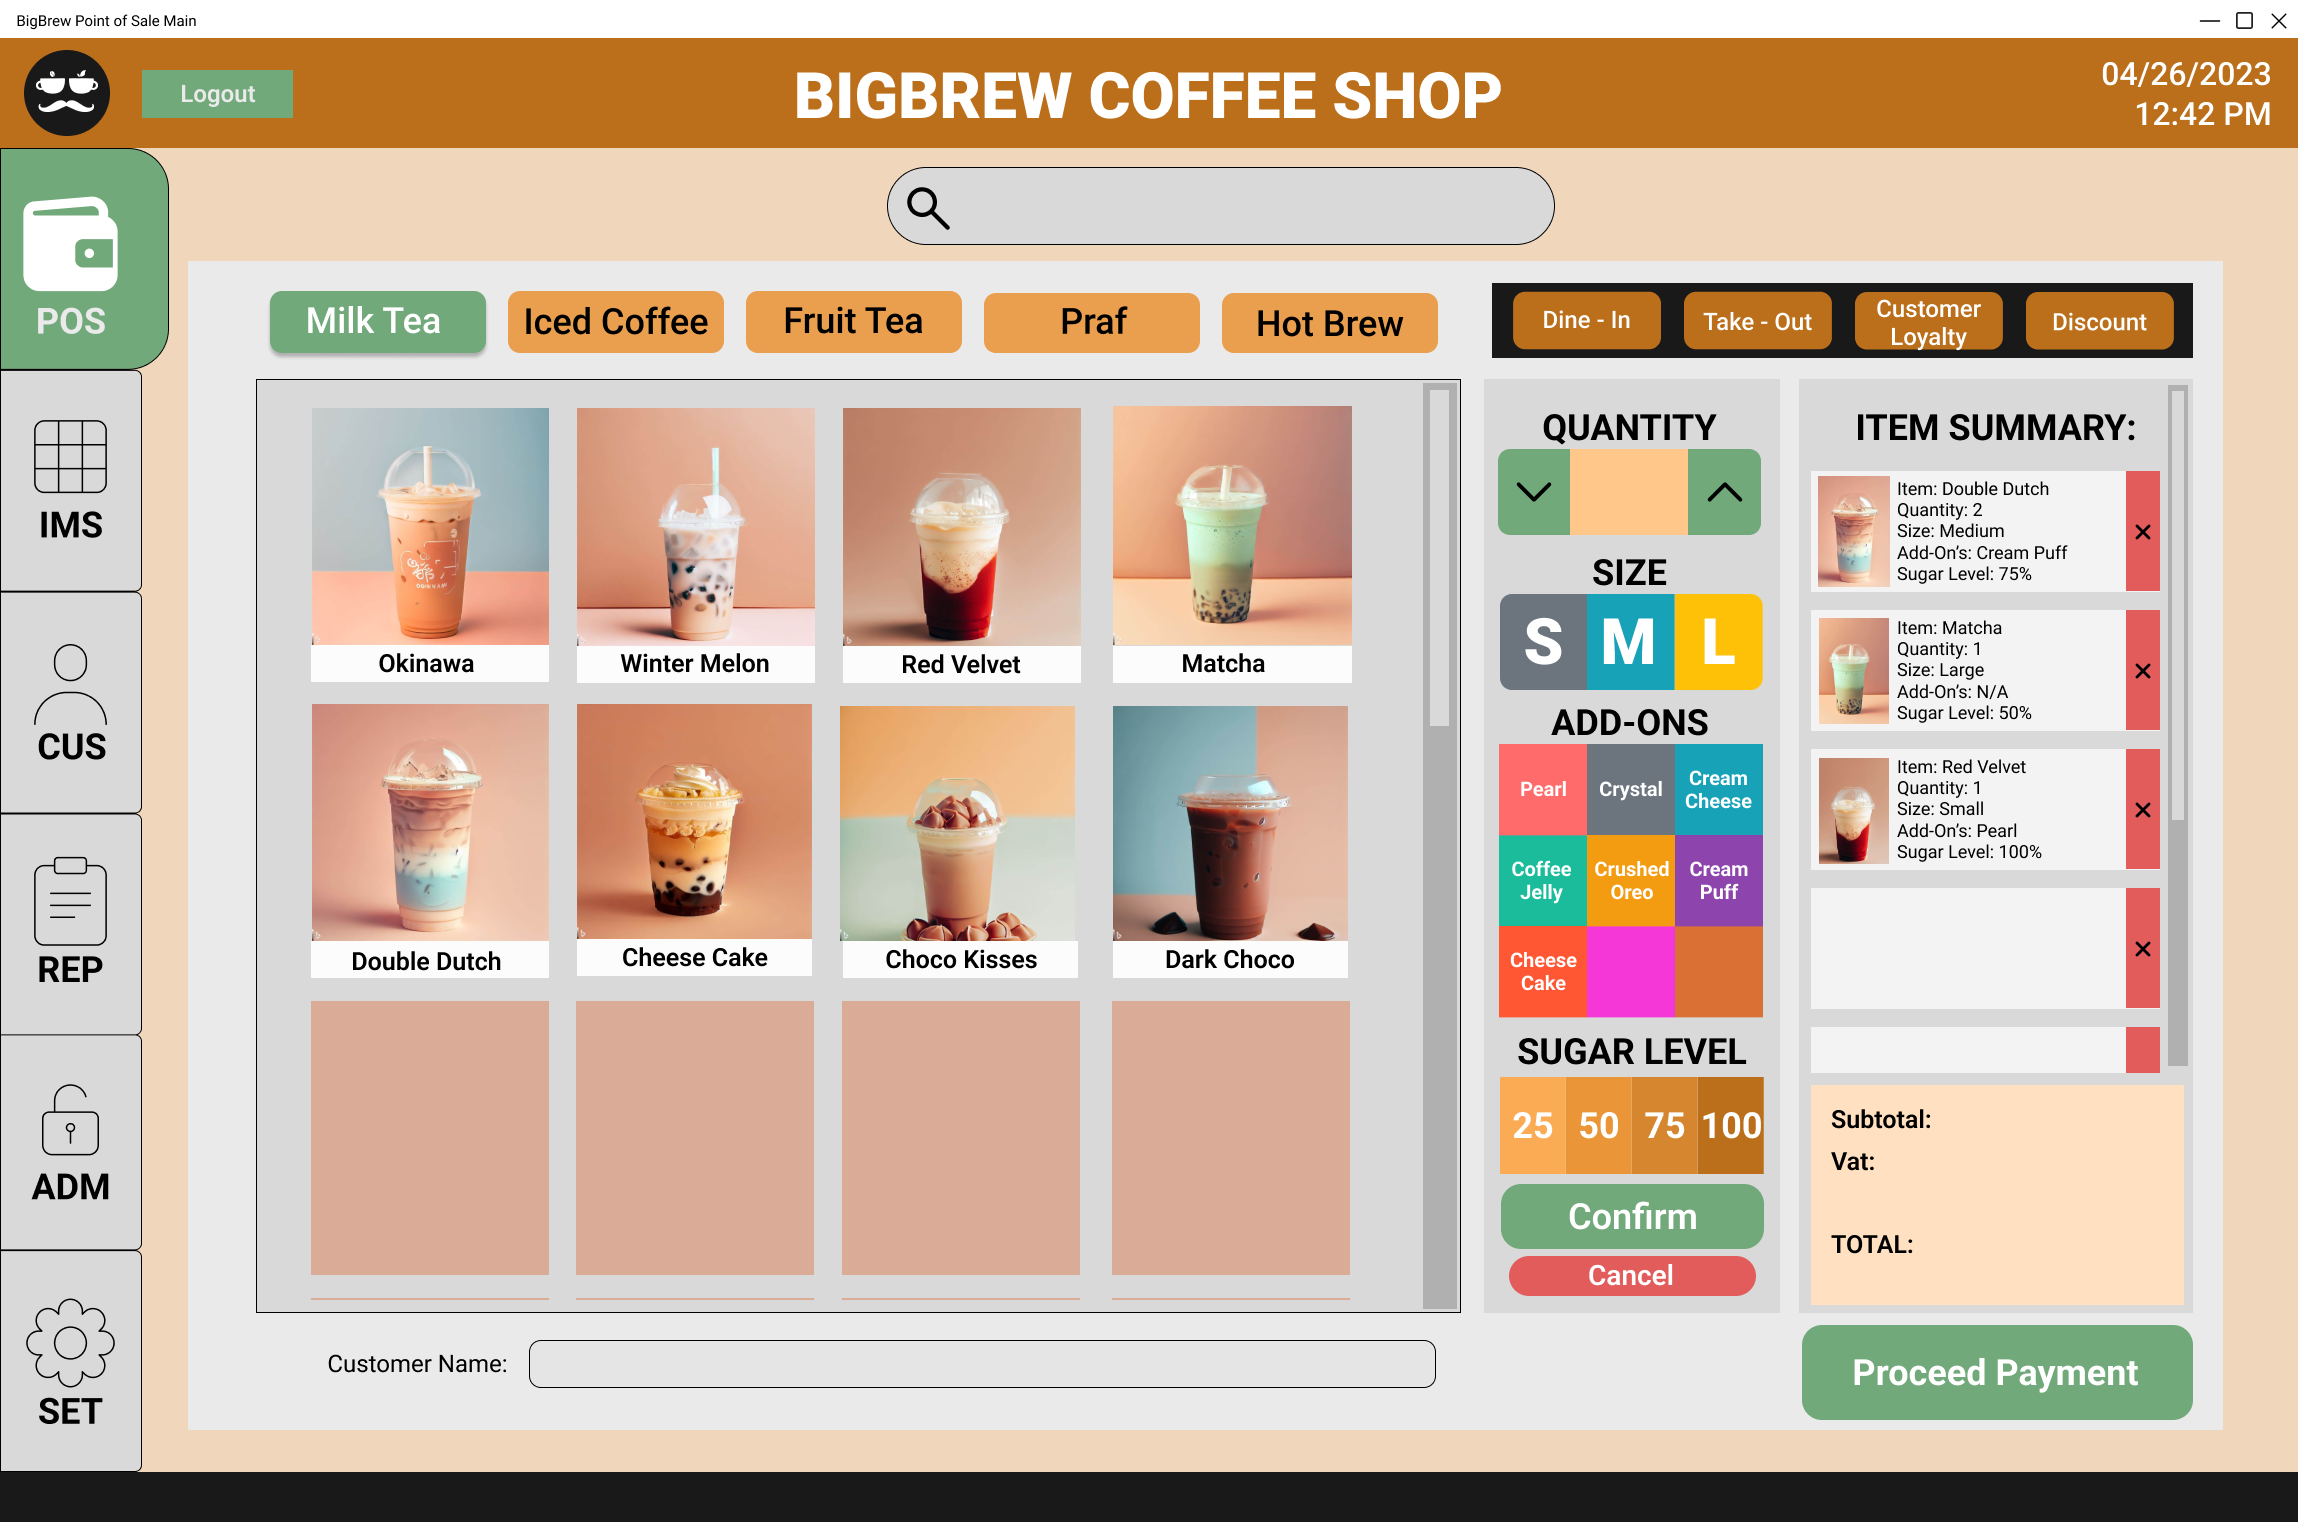 BigBrew Point of Sale Main
Logout
BIGBREW COFFEE SHOP
04/26/2023
12:42 PM
POS
IMS
CUS
REP
ADM
SET
Milk Tea
Iced Coffee
Fruit Tea
Praf
Hot Brew
Dine - In
Take - Out
Customer
Loyalty
Discount
Okinawa
Winter Melon
Red Velvet
Matcha
Double Dutch
Cheese Cake
Choco Kisses
Dark Choco
Customer Name:
QUANTITY
SIZE
S M L
ADD-ONS
Pearl
Crystal
Cream
Cheese
Coffee
Jelly
Crushed
Oreo
Cream
Puff
Cheese
Cake
SUGAR LEVEL
25 50 75 100
Confirm
Cancel
ITEM SUMMARY:
Item: Double Dutch
Quantity: 2
Size: Medium
Add-On’s: Cream Puff
Sugar Level: 75%
Item: Matcha
Quantity: 1
Size: Large
Add-On’s: N/A
Sugar Level: 50%
Item: Red Velvet
Quantity: 1
Size: Small
Add-On’s: Pearl
Sugar Level: 100%
Subtotal:
Vat:
TOTAL:
Proceed Payment